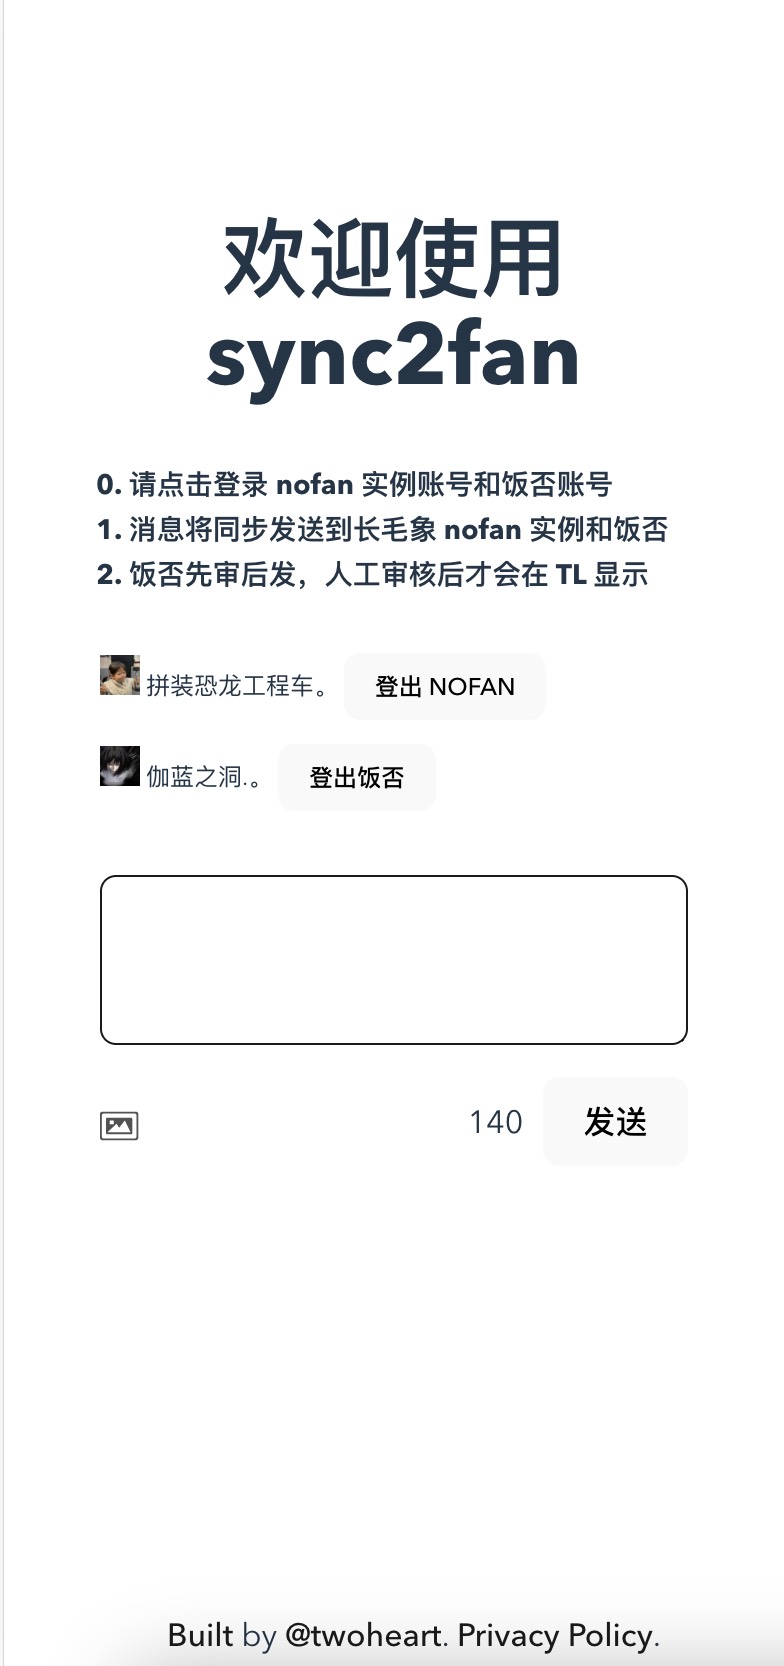 欢迎使用
sync2fan
0. 请点击登录 nofan 实例账号和饭否账号
1. 消息将同步发送到长毛象 nofan 实例和饭否
2. 饭否先审后发，人工审核后才会在 TL 显示
拼装恐龙工程车。 登出 NOFAN
伽蓝之洞.。 登出饭否
140 发送
Built by @twoheart. Privacy Policy.